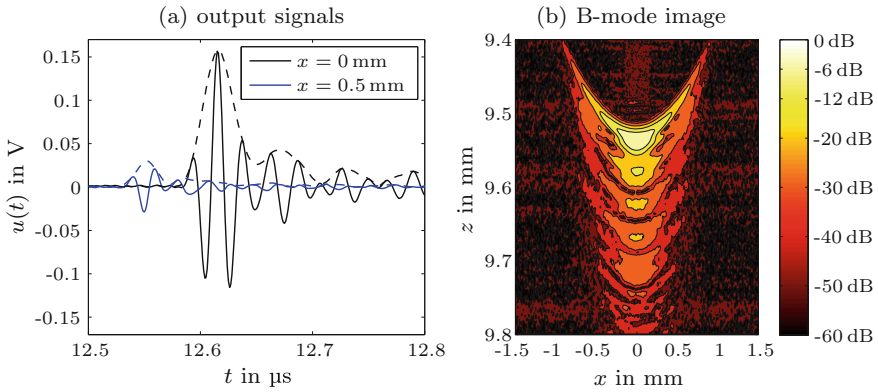 (a) output signals
(b) B-mode image
0.15
0.1
0.05
0
-0.05
-0.1
-0.15
u(t) in V
x = 0 mm
x = 0.5 mm
12.5
12.6
12.7
12.8
t in µs
9.4
9.5
9.6
9.7
9.8
z in mm
-1.5
-1
-0.5
0
0.5
1
1.5
x in mm
0 dB
-6 dB
-12 dB
-20 dB
-30 dB
-40 dB
-50 dB
-60 dB